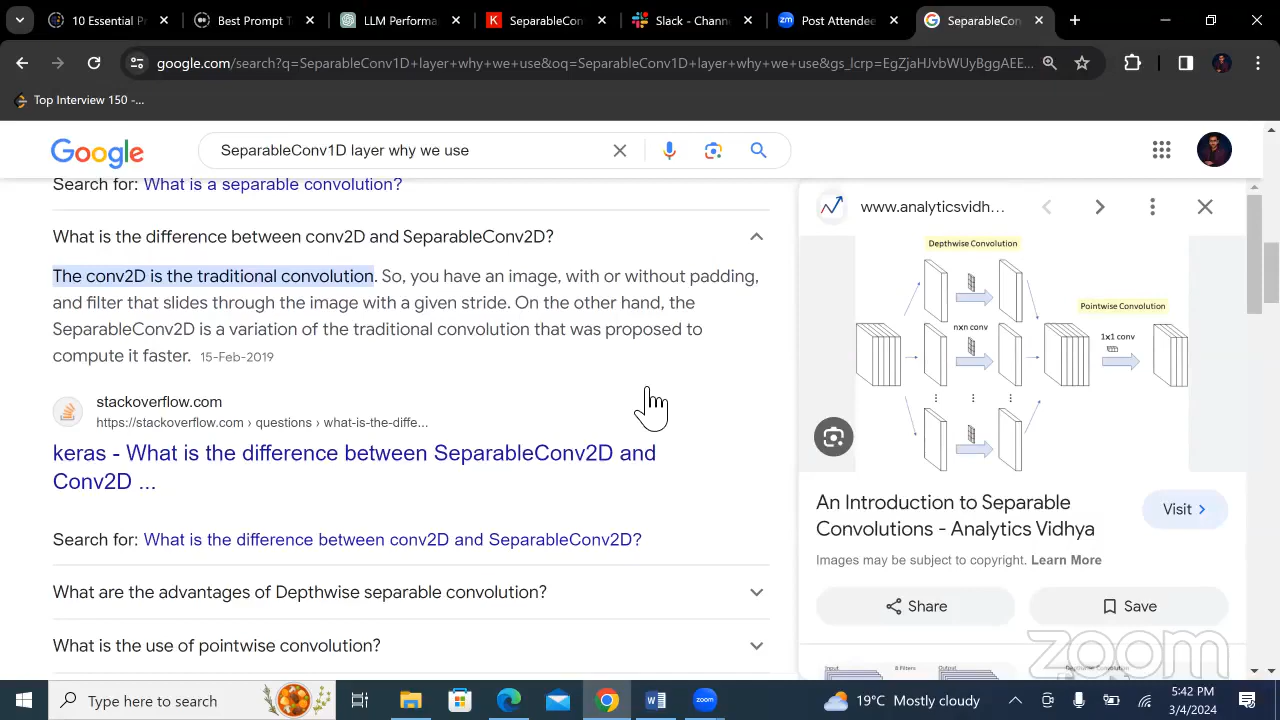 10 Essential P
Best Prompt T
LLM Performa
SeparableCon
Slack - Chann
Post Attendee
SeparableCon
google.com/search?q=SeparableConv1D+layer+why+we+use&oq=SeparableConv1D+layer+why+we+use&gs_lcrp=EgZjaHJvbWUyBggAEE...
Top Interview 150 -...
Google
SeparableConv1D layer why we use
Search for: What is a separable convolution?
What is the difference between conv2D and SeparableConv2D?
The conv2D is the traditional convolution. So, you have an image, with or without padding,
and filter that slides through the image with a given stride. On the other hand, the
SeparableConv2D is a variation of the traditional convolution that was proposed to
compute it faster. 15-Feb-2019
stackoverflow.com
https://stackoverflow.com › questions › what-is-the-diffe...
keras - What is the difference between SeparableConv2D and
Conv2D ...
Search for: What is the difference between conv2D and SeparableConv2D?
What are the advantages of Depthwise separable convolution?
What is the use of pointwise convolution?
www.analyticsvidh...
Depthwise Convolution
Pointwise Convolution
nxn conv
1x1 conv
An Introduction to Separable
Convolutions - Analytics Vidhya
Visit
Images may be subject to copyright. Learn More
Share
Save
Input
8 Filters
Output
zoom
Type here to search
zoom
19°C Mostly cloudy
5:42 PM
3/4/2024